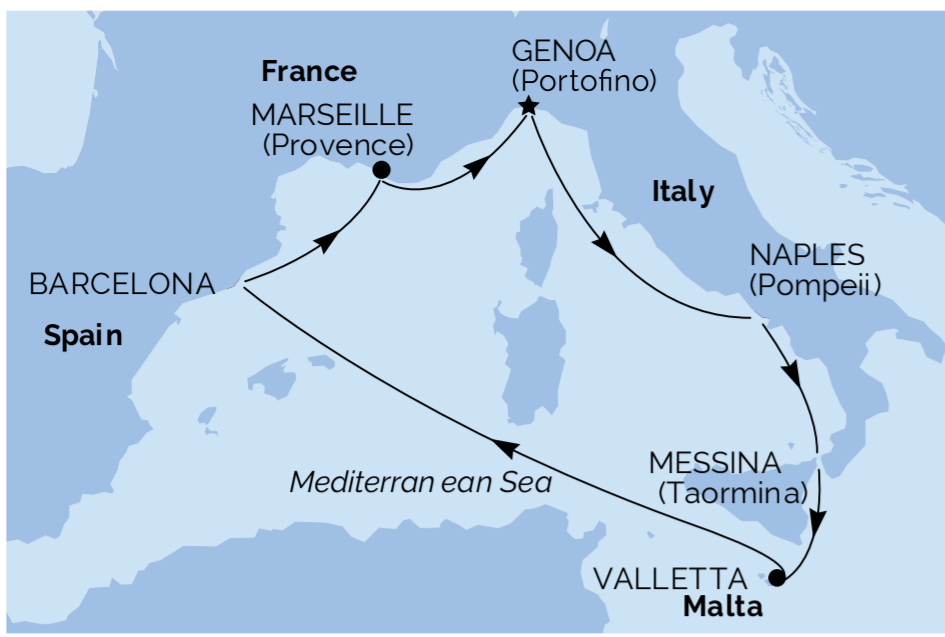 France
GENOA
(Portofino)
MARSEILLE
(Provence)
Italy
NAPLES
(Pompeii)
BARCELONA
Spain
MESSINA
(Taormina)
Mediterran ean Sea
VALLETTA
Malta